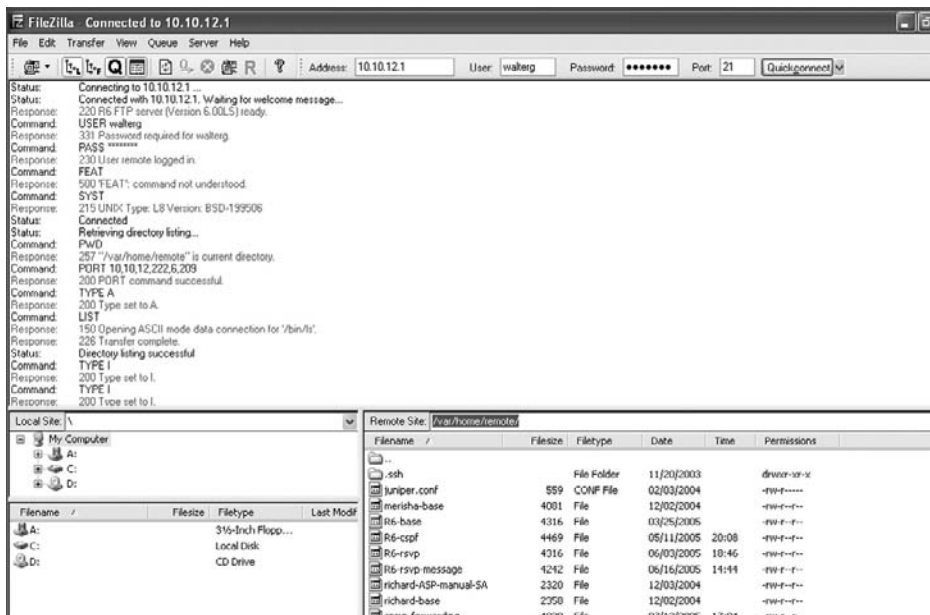 FileZilla - Connected to 10.10.12.1
File Edit Transfer View Queue Server Help
Address: 10.10.12.1 User: walterg Password: ••••••• Port: 21 Quickconnect
Status: Connecting to 10.10.12.1 ...
Status: Connected with 10.10.12.1. Waiting for welcome message...
Response: 220 R6 FTP server (Version 6.00LS) ready.
Command: USER walterg
Response: 331 Password required for walterg.
Command: PASS ********
Response: 230 User remote logged in.
Command: FEAT
Response: 500 'FEAT': command not understood.
Command: SYST
Response: 215 UNIX Type: L8 Version: BSD-199506
Status: Connected
Status: Retrieving directory listing...
Command: PWD
Response: 257 "/var/home/remote" is current directory.
Command: PORT 10,10,12,222,6,209
Response: 200 PORT command successful.
Command: TYPE A
Response: 200 Type set to A.
Command: LIST
Response: 150 Opening ASCII mode data connection for '/bin/ls'.
Response: 226 Transfer complete.
Status: Directory listing successful
Command: TYPE I
Response: 200 Type set to I.
Command: TYPE I
Response: 200 Type set to I.
Local Site: \
My Computer
A:
C:
D:
Filename / Filesize Filetype Last Modif
A: 3½-Inch Flopp...
C: Local Disk
D: CD Drive
Remote Site: /var/home/remote/
Filename / Filesize Filetype Date Time Permissions
..
.ssh File Folder 11/20/2003 drwxr-xr-x
juniper.conf 559 CONF File 02/03/2004 -rw-r-----
merisha-base 4081 File 12/02/2004 -rw-r--r--
R6-base 4316 File 03/25/2005 -rw-r--r--
R6-cspf 4469 File 05/11/2005 20:08 -rw-r--r--
R6-rsvp 4316 File 06/03/2005 18:46 -rw-r--r--
R6-rsvp-message 4242 File 06/16/2005 14:44 -rw-r--r--
richard-ASP-manual-SA 2320 File 12/03/2004 -rw-r--r--
richard-base 2350 File 12/02/2004 -rw-r--r--